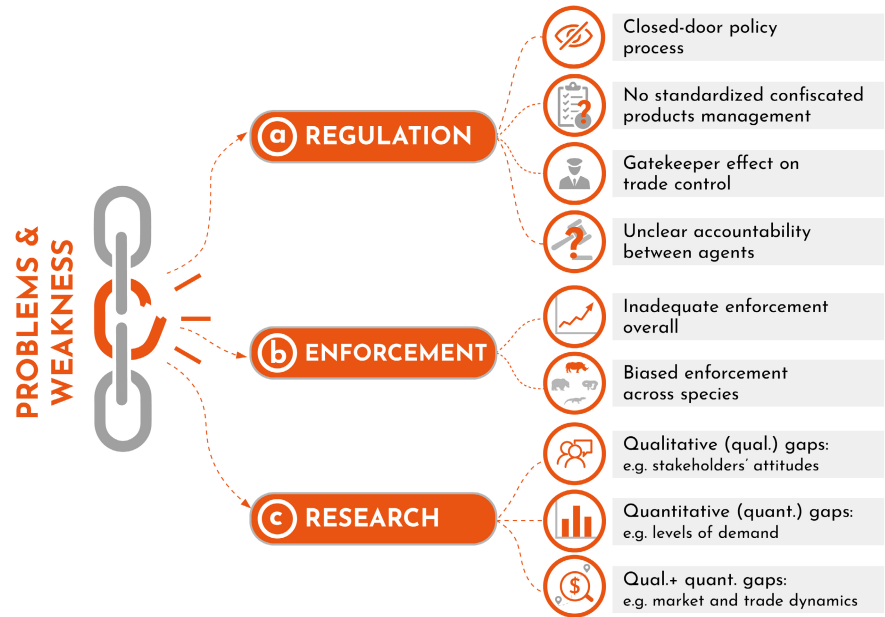 PROBLEMS &
WEAKNESS
a REGULATION
Closed-door policy
process
No standardized confiscated
products management
?
Gatekeeper effect on
trade control
Unclear accountability
between agents
?
b ENFORCEMENT
Inadequate enforcement
overall
Biased enforcement
across species
c RESEARCH
Qualitative (qual.) gaps:
e.g. stakeholders' attitudes
Quantitative (quant.) gaps:
e.g. levels of demand
$
Qual.+ quant. gaps:
e.g. market and trade dynamics